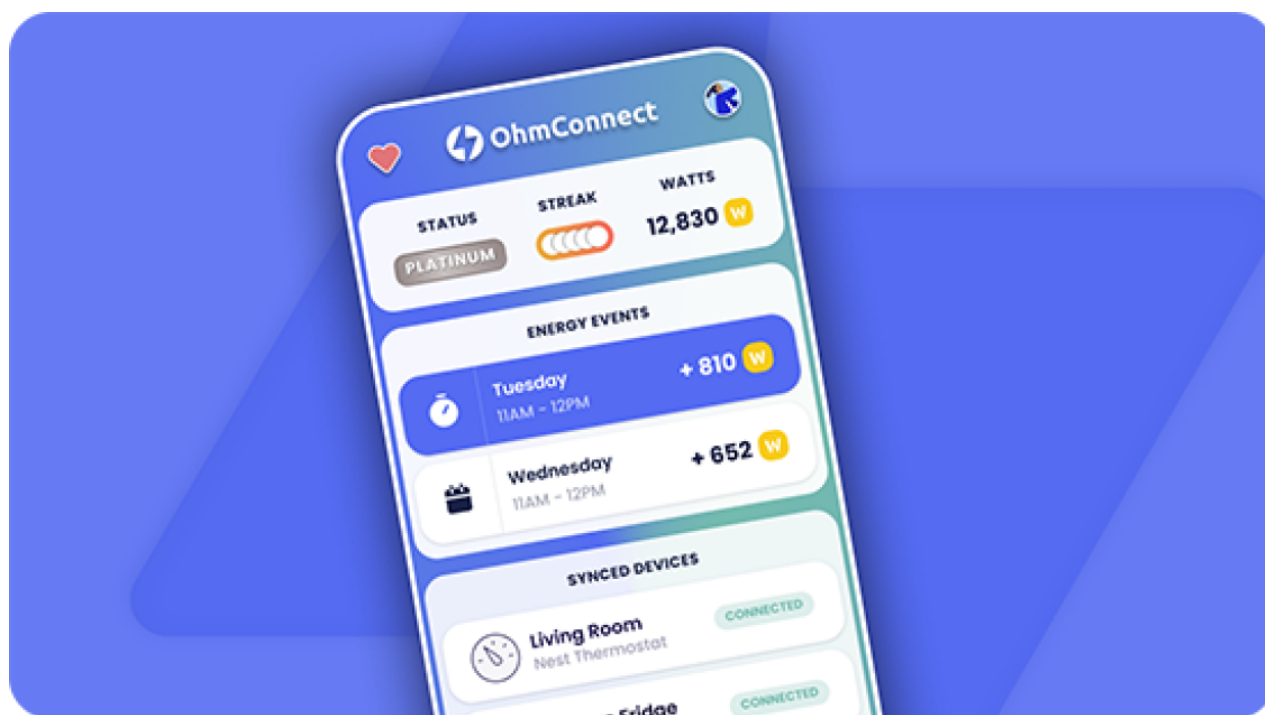 OhmConnect
STATUS
STREAK
WATTS
PLATINUM
12,830 W
ENERGY EVENTS
Tuesday
+ 810 W
11AM - 12PM
Wednesday
+ 652 W
11AM - 12PM
SYNCED DEVICES
Living Room
CONNECTED
Nest Thermostat
Fridge
CONNECTED